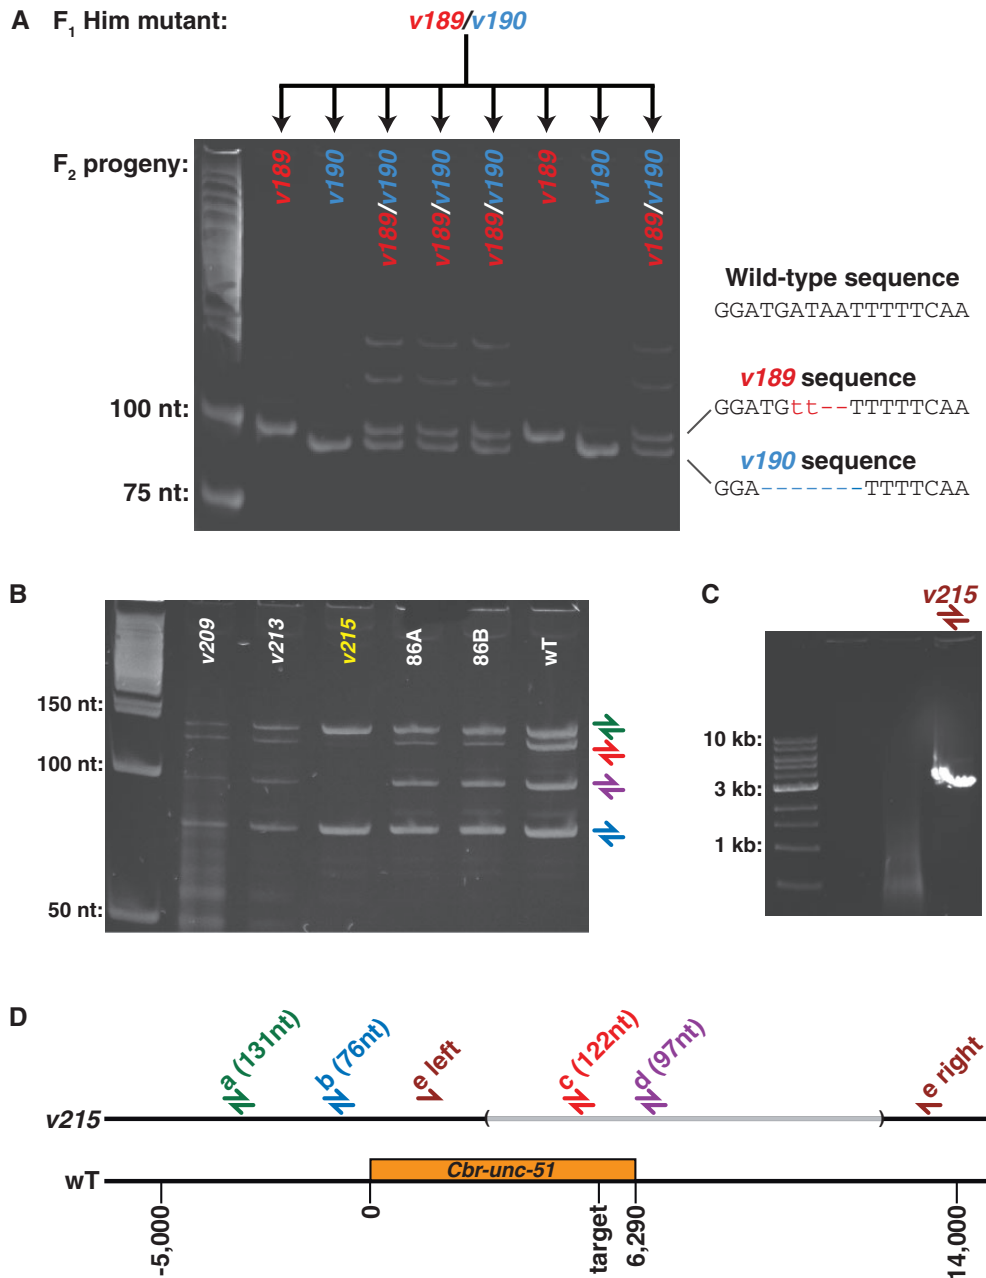 A F1 Him mutant: v189/v190
F2 progeny:
v189 v190 v189/v190 v189/v190 v189/v190 v189 v190 v189/v190
Wild-type sequence
GGATGATAATTTTTCAA
v189 sequence
GGATGtt--TTTTTCAA
v190 sequence
GGA-------TTTTCAA
100 nt:
75 nt:
B
v209 v213 v215 86A 86B wT
150 nt:
100 nt:
50 nt:
C
v215
10 kb:
3 kb:
1 kb:
D
a (131nt) b (76nt) e left c (122nt) d (97nt) e right
v215 ( )
wT Cbr-unc-51
-5,000 0 target 6,290 14,000